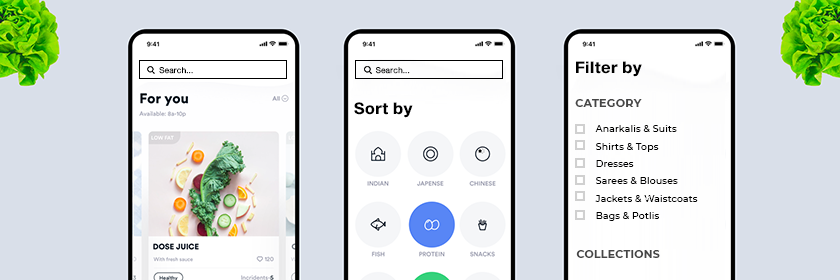 9:41
Search...
For you
All
Available: 8a-10p
LOW FAT
DOSE JUICE
With fresh sauce
120
Healthy
Incridents:5
9:41
Search...
Sort by
INDIAN
JAPENSE
CHINESE
FISH
PROTEIN
SNACKS
9:41
Filter by
CATEGORY
Anarkalis & Suits
Shirts & Tops
Dresses
Sarees & Blouses
Jackets & Waistcoats
Bags & Potlis
COLLECTIONS